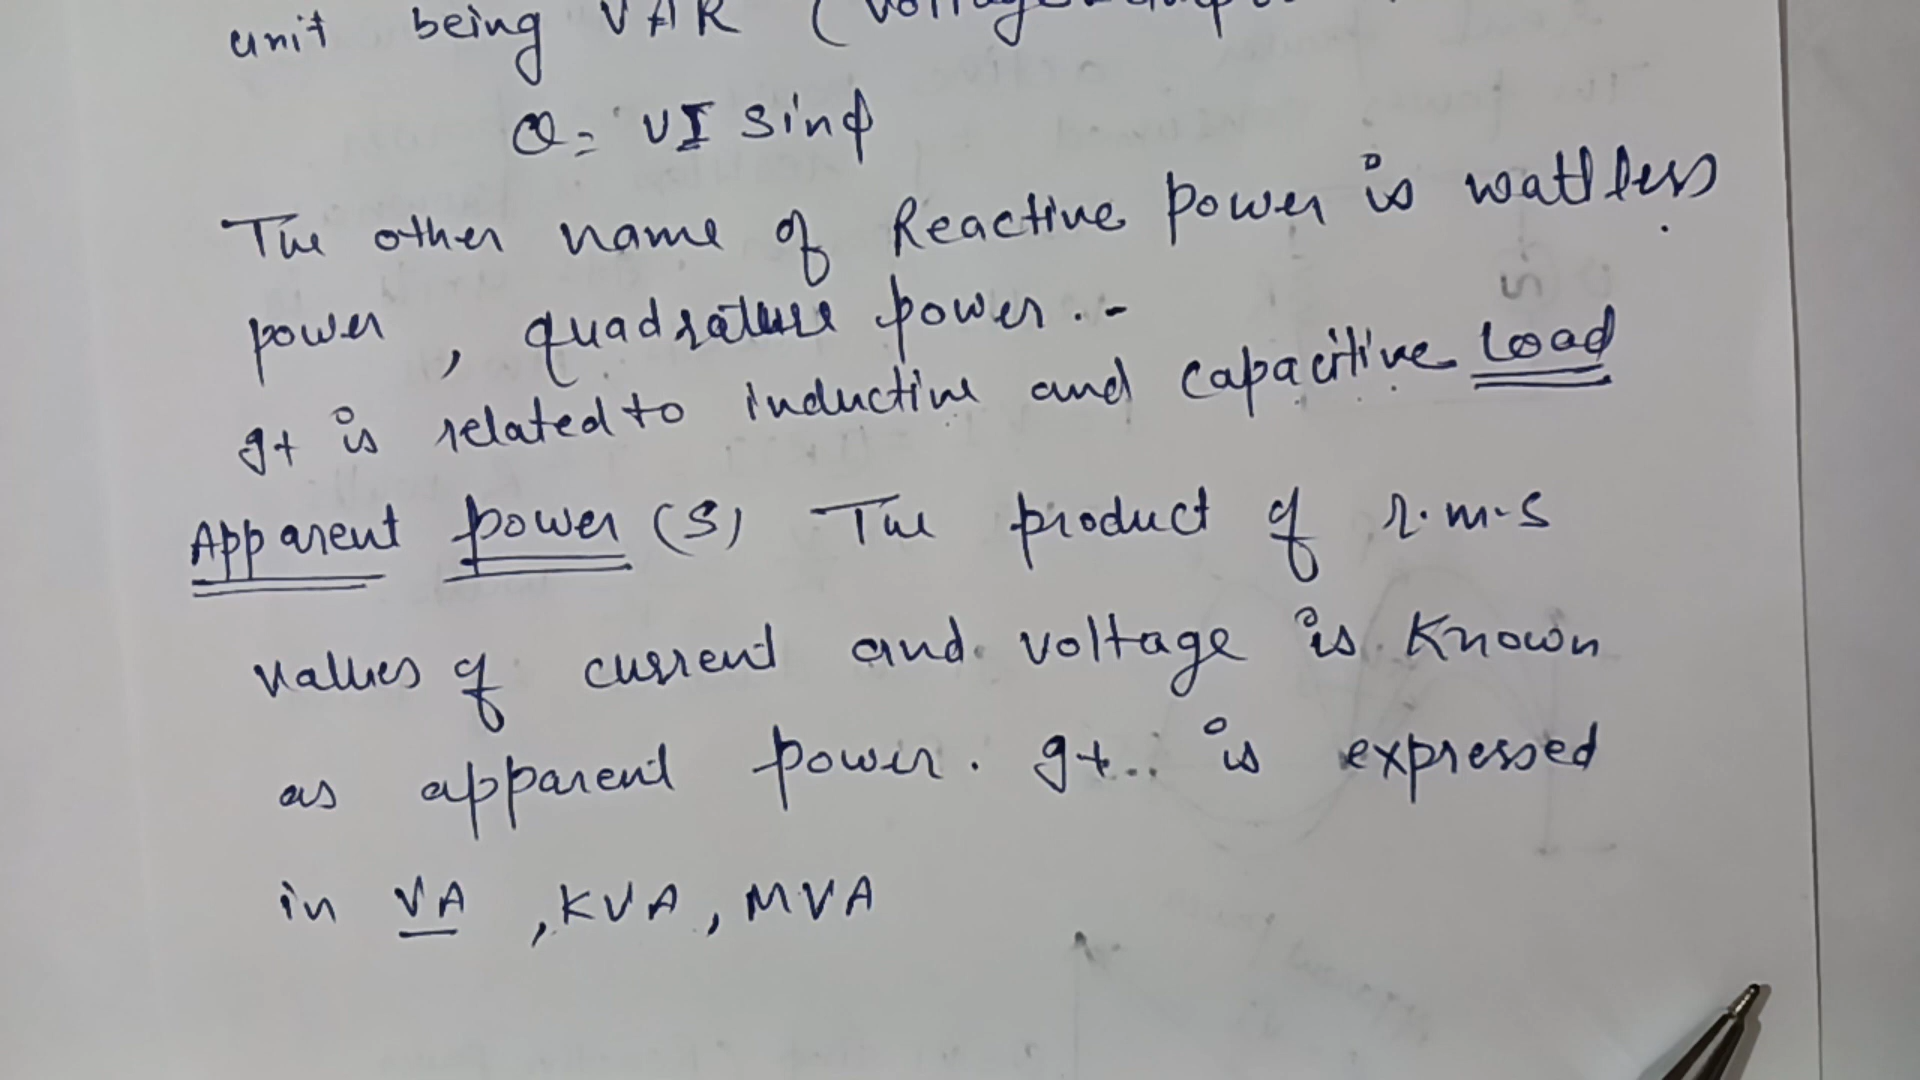 unit being VAR (
Q = VI Sinφ
The other name of Reactive Power is wattless
power , quadrature power . -
It is related to inductive and capacitive Load
Apparent power (S) The product of r.m.s
values of current and voltage is Known
as apparent power. It is expressed
in VA , KVA , MVA